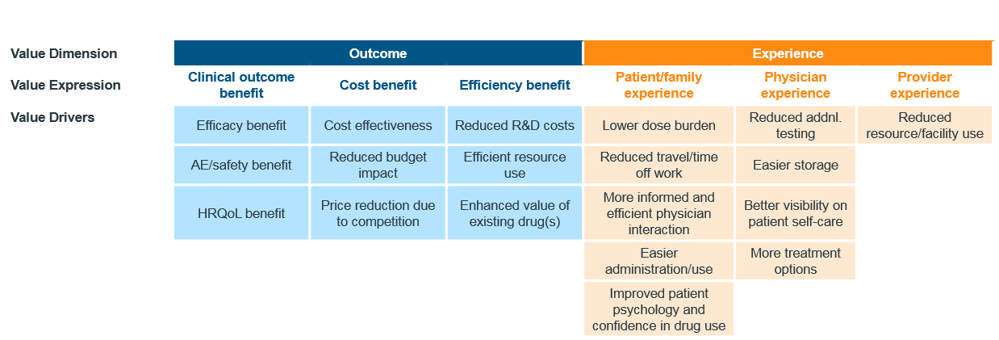 Value Dimension
Outcome
Experience
Value Expression
Clinical outcome
benefit
Cost benefit
Efficiency benefit
Patient/family
experience
Physician
experience
Provider
experience
Value Drivers
Efficacy benefit
Cost effectiveness
Reduced R&D costs
Lower dose burden
Reduced addnl.
testing
Reduced
resource/facility use
AE/safety benefit
Reduced budget
impact
Efficient resource
use
Reduced travel/time
off work
Easier storage
HRQoL benefit
Price reduction due
to competition
Enhanced value of
existing drug(s)
More informed and
efficient physician
interaction
Better visibility on
patient self-care
Easier
administration/use
More treatment
options
Improved patient
psychology and
confidence in drug use